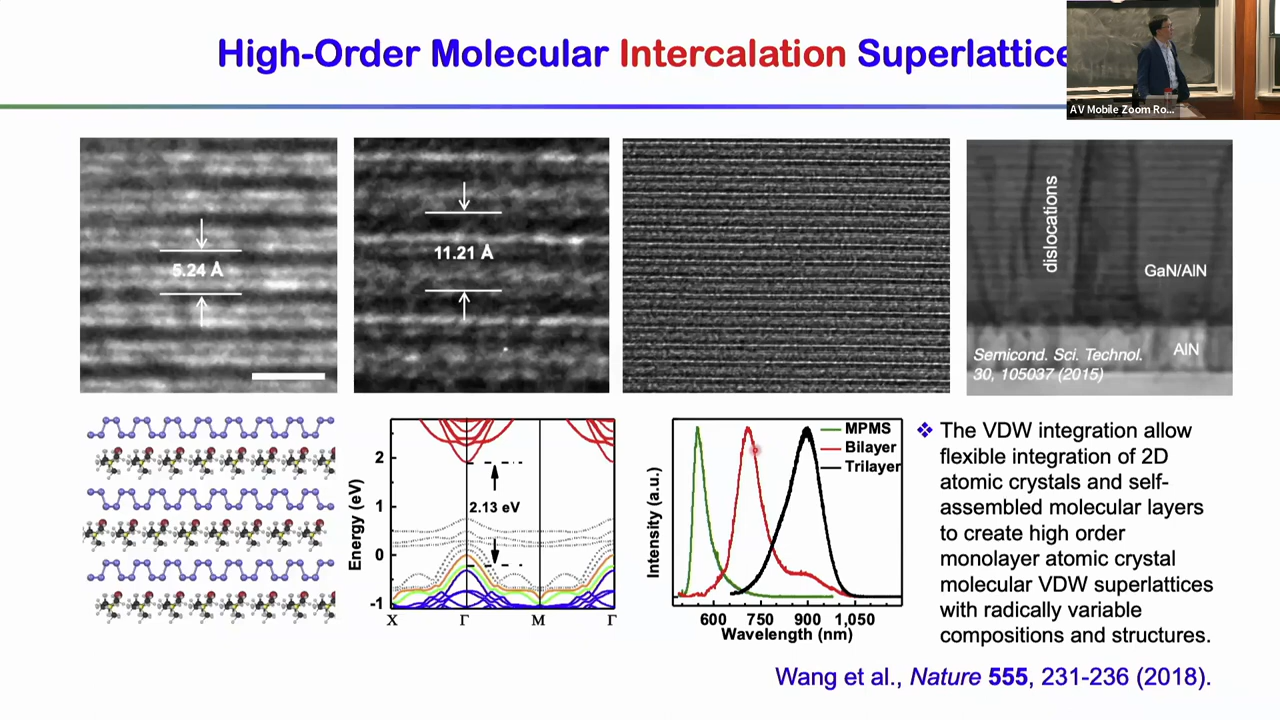 High-Order Molecular Intercalation Superlattice
AV Mobile Zoom Ro...
5.24 Å
11.21 Å
dislocations
GaN/AlN
AlN
Semicond. Sci. Technol.
30, 105037 (2015)
Energy (eV)
2
1
0
-1
2.13 eV
X
Γ
M
Γ
Intensity (a.u.)
MPMS
Bilayer
Trilayer
600
750
900
1,050
Wavelength (nm)
❖ The VDW integration allow
flexible integration of 2D
atomic crystals and self-
assembled molecular layers
to create high order
monolayer atomic crystal
molecular VDW superlattices
with radically variable
compositions and structures.
Wang et al., Nature 555, 231-236 (2018).